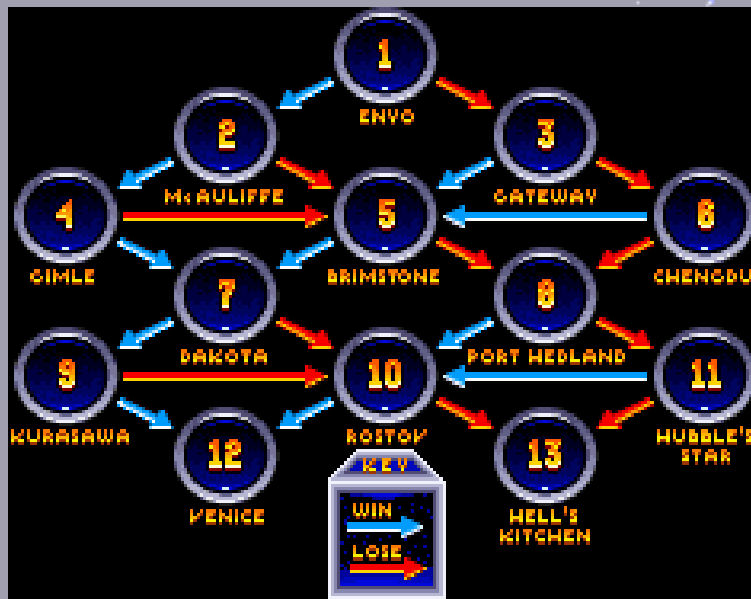 1
ENVO
2
3
McAULIFFE
GATEWAY
4
5
6
GIMLE
BRIMSTONE
CHENGDU
7
8
DAKOTA
PORT HEDLAND
9
10
11
KURASAWA
ROSTOV
HUBBLE'S
STAR
12
13
VENICE
HELL'S
KITCHEN
KEY
WIN
LOSE